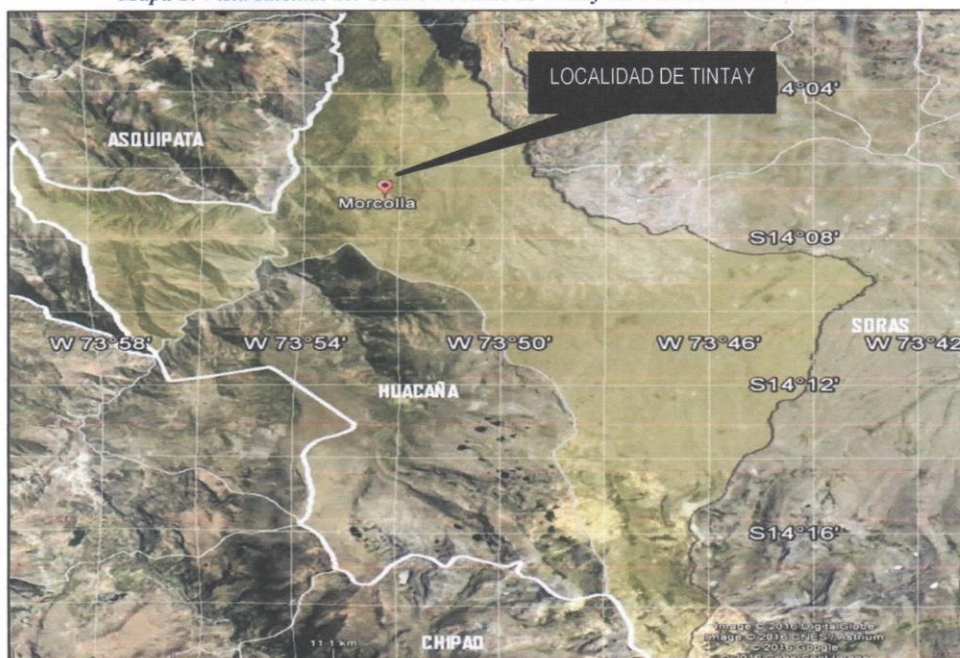 LOCALIDAD DE TINTAY
4°04'
ASQUIPATA
Morcolla
S14°08'
SORAS
W 73°58'
W 73°54'
W 73°50'
W 73°46'
W 73°42
HUACAÑA
S14°12'
S14°16'
CHIPAO
Image © 2016 DigitalGlobe
Image © 2016 CNES / Astrium
© 2016 Google